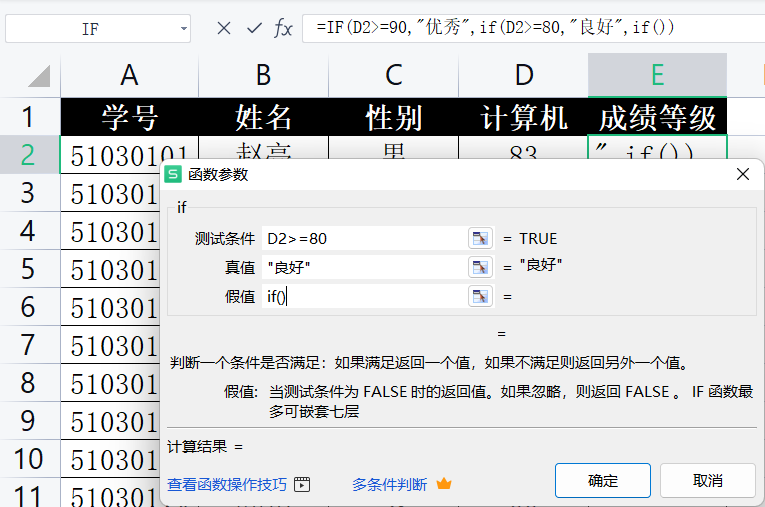 IF
=IF(D2>=90,"优秀",if(D2>=80,"良好",if())
A B C D E
1 学号 姓名 性别 计算机 成绩等级
2 51030101 赵亮 男 83 ",if())
S 函数参数
3 510301
if
4 510301
测试条件 D2>=80 = TRUE
5 510301
真值 "良好" = "良好"
6 510301
假值 if() =
7 510301
=
8 510301
判断一个条件是否满足：如果满足返回一个值，如果不满足则返回另外一个值。
假值: 当测试条件为 FALSE 时的返回值。如果忽略，则返回 FALSE 。 IF 函数最
9 510301
多可嵌套七层
10 510301
计算结果 =
11 510301
查看函数操作技巧 多条件判断 确定 取消